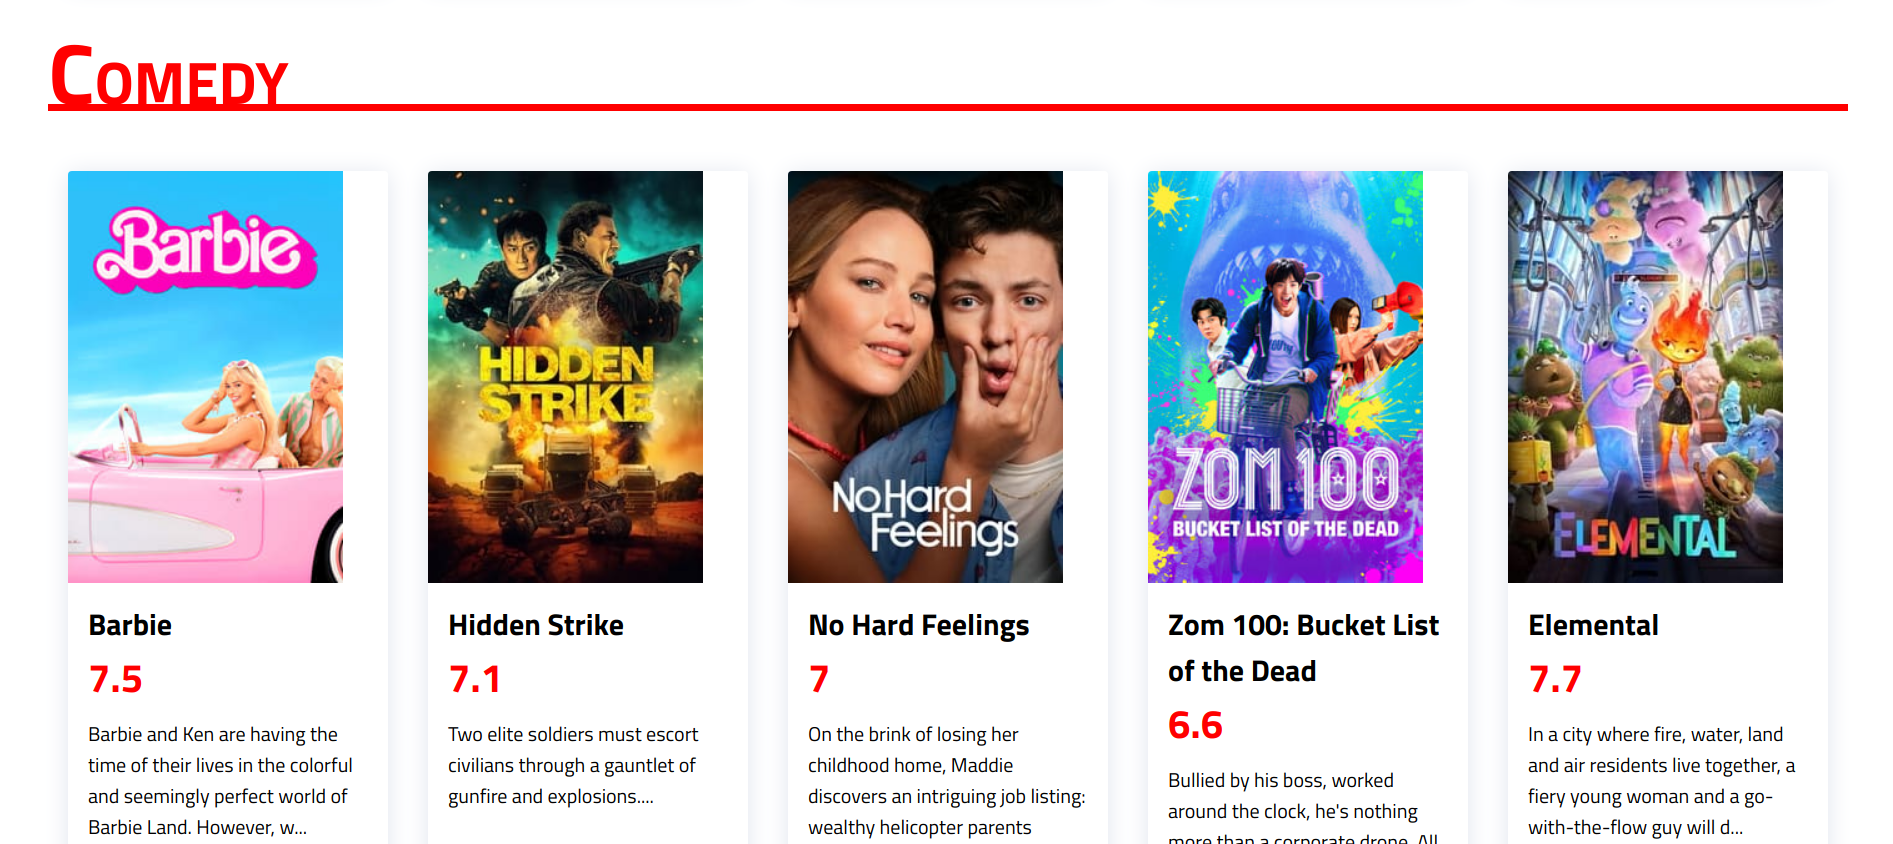 Comedy
Barbie
HIDDEN
STRIKE
No Hard
Feelings
ZOM 100
BUCKET LIST OF THE DEAD
ELEMENTAL
Barbie
7.5
Barbie and Ken are having the
time of their lives in the colorful
and seemingly perfect world of
Barbie Land. However, w...
Hidden Strike
7.1
Two elite soldiers must escort
civilians through a gauntlet of
gunfire and explosions....
No Hard Feelings
7
On the brink of losing her
childhood home, Maddie
discovers an intriguing job listing:
wealthy helicopter parents
Zom 100: Bucket List
of the Dead
6.6
Bullied by his boss, worked
around the clock, he's nothing
more than a corporate drone. All
Elemental
7.7
In a city where fire, water, land
and air residents live together, a
fiery young woman and a go-
with-the-flow guy will d...